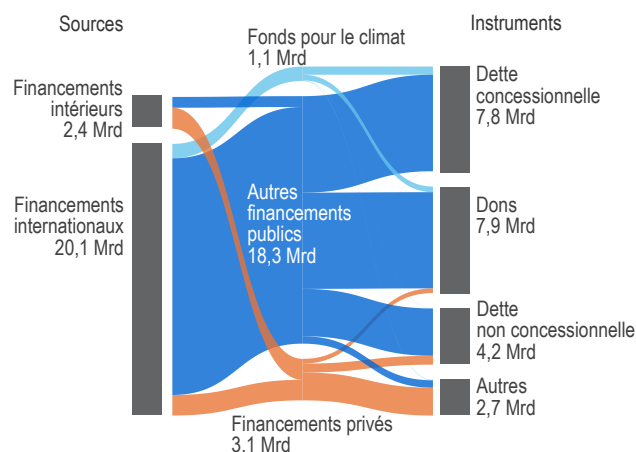 Sources
Instruments
Fonds pour le climat
1,1 Mrd
Financements
intérieurs
2,4 Mrd
Financements
internationaux
20,1 Mrd
Autres
financements
publics
18,3 Mrd
Financements privés
3,1 Mrd
Dette
concessionnelle
7,8 Mrd
Dons
7,9 Mrd
Dette
non concessionnelle
4,2 Mrd
Autres
2,7 Mrd